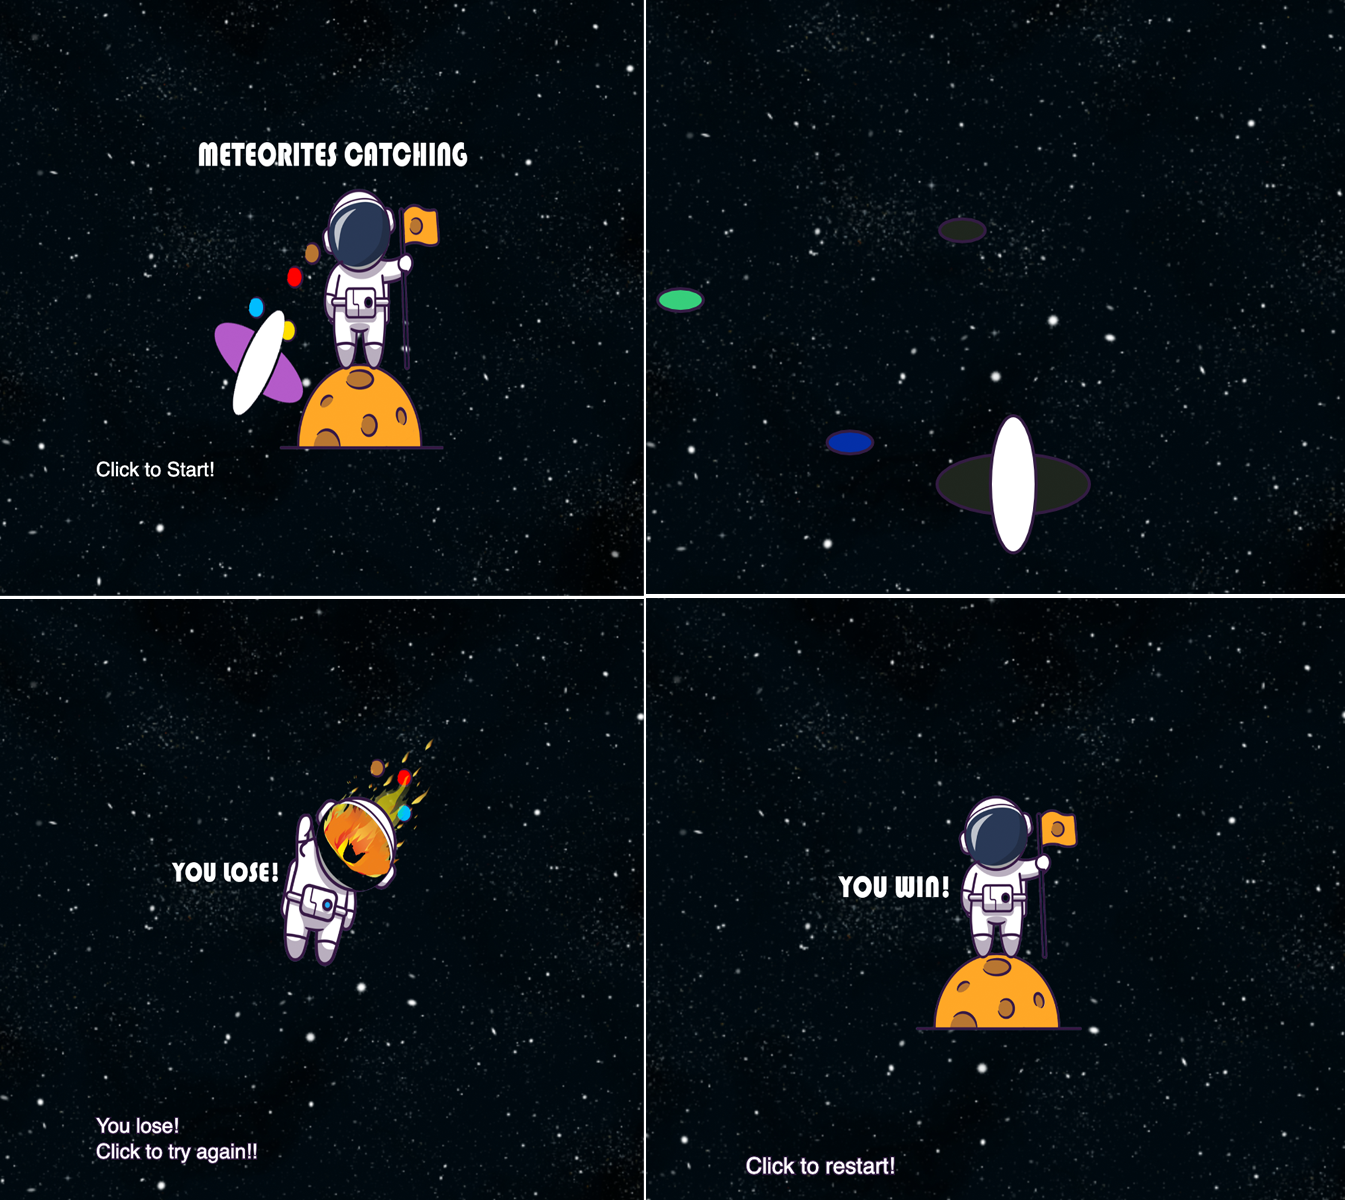 METEORITES CATCHING
Click to Start!
YOU LOSE!
You lose!
Click to try again!!
YOU WIN!
Click to restart!